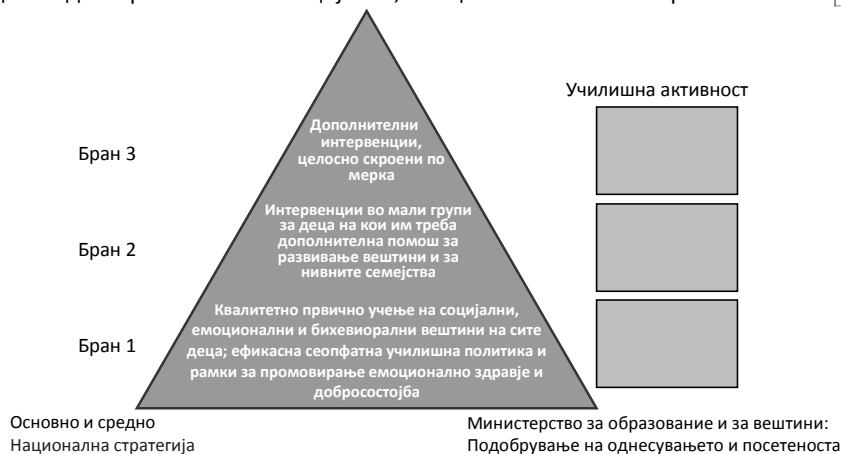 Училишна активност
Бран 3
Дополнителни
интервенции,
целосно скроени по
мерка
Бран 2
Интервенции во мали групи
за деца на кои им треба
дополнителна помош за
развивање вештини и за
нивните семејства
Бран 1
Квалитетно првично учење на социјални,
емоционални и бихевиорални вештини на сите
деца; ефикасна сеопфатна училишна политика и
рамки за промовирање емоционално здравје и
добросостојба
Основно и средно
Национална стратегија
Министерство за образование и за вештини:
Подобрување на однесувањето и посетеноста